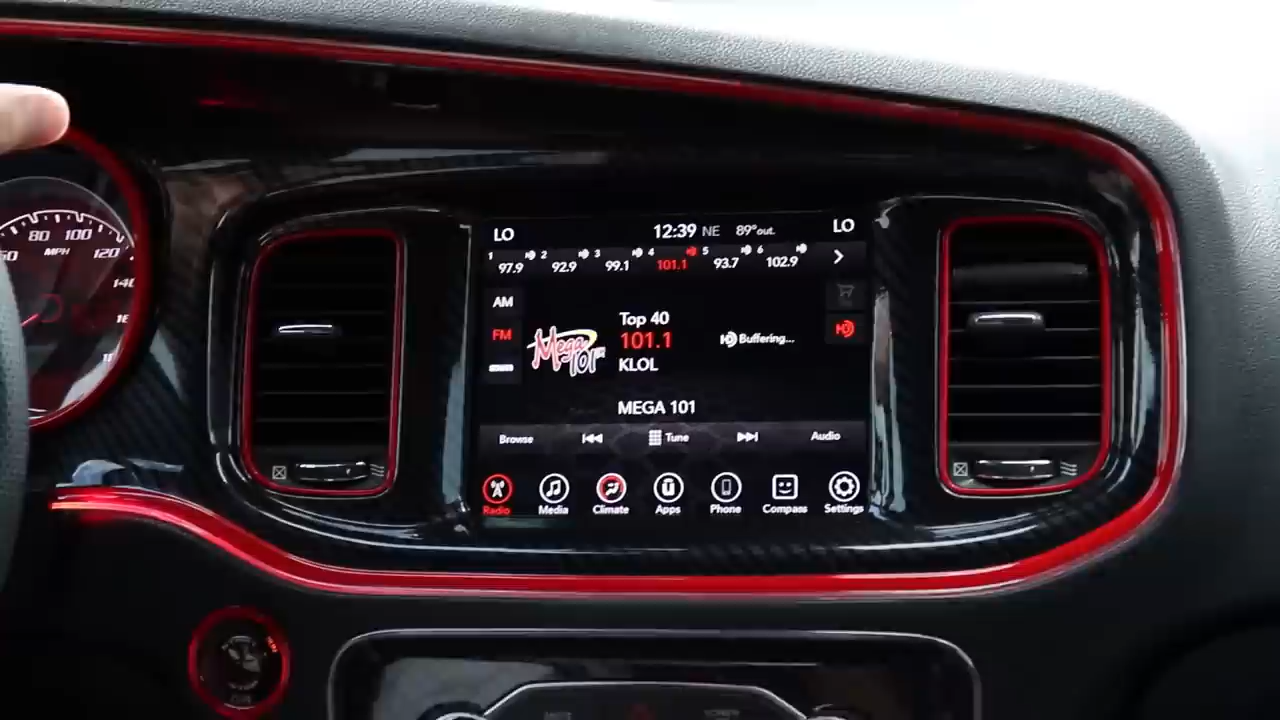 LO 12:39 NE 89°out. LO
1 2 3 4 5 6
97.9 92.9 99.1 101.1 93.7 102.9
AM
FM
Top 40
101.1
KLOL
Mega 101
Buffering...
MEGA 101
Browse Tune Audio
Radio Media Climate Apps Phone Compass Settings
80 100 120
MPH